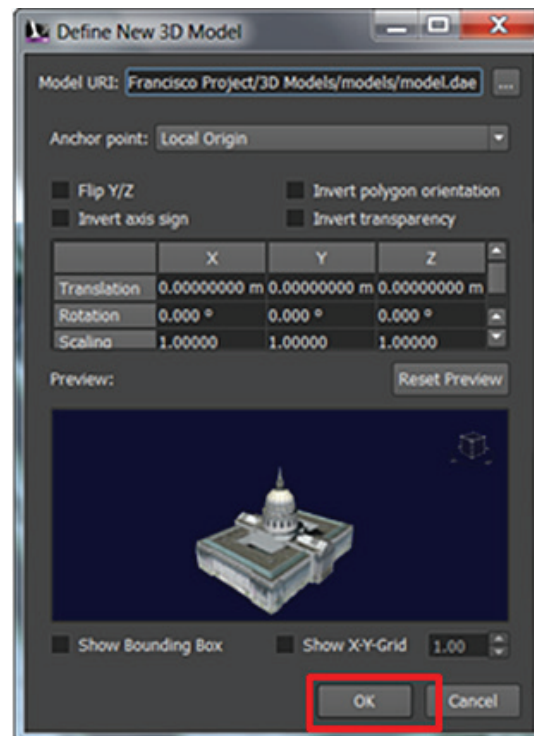 Define New 3D Model
Model URI: Francisco Project/3D Models/models/model.dae ...
Anchor point: Local Origin
Flip Y/Z Invert polygon orientation
Invert axis sign Invert transparency
X Y Z
Translation 0.00000000 m 0.00000000 m 0.00000000 m
Rotation 0.000 ° 0.000 ° 0.000 °
Scaling 1.00000 1.00000 1.00000
Preview: Reset Preview
Show Bounding Box Show X-Y-Grid 1.00
OK Cancel